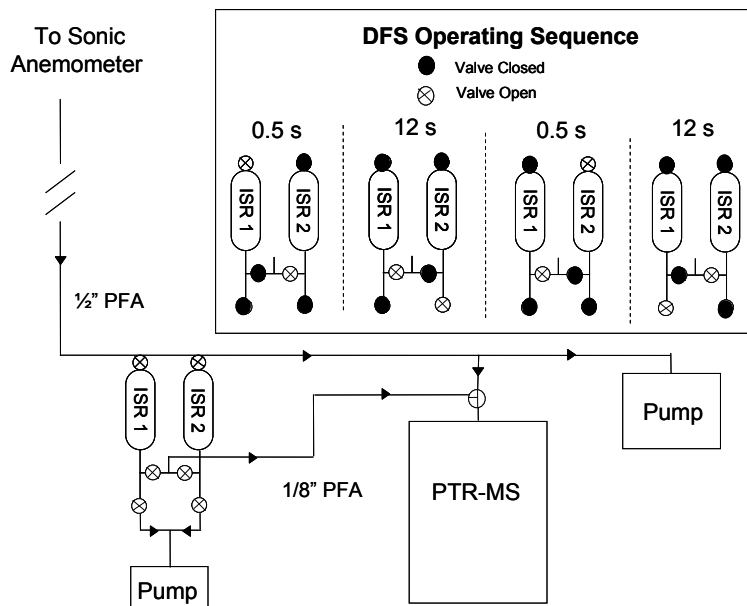 To Sonic
Anemometer
DFS Operating Sequence
Valve Closed
Valve Open
0.5 s
12 s
0.5 s
12 s
ISR 1
ISR 2
ISR 1
ISR 2
ISR 1
ISR 2
ISR 1
ISR 2
½” PFA
ISR 1
ISR 2
Pump
1/8” PFA
PTR-MS
Pump